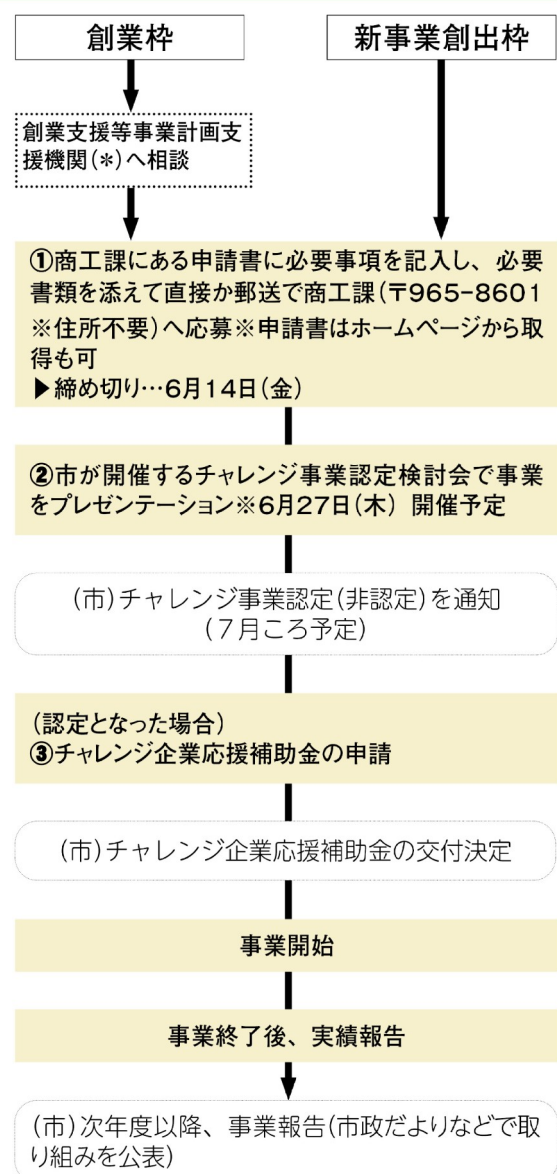 創業枠
新事業創出枠
創業支援等事業計画支
援機関(*)へ相談
①商工課にある申請書に必要事項を記入し、必要
書類を添えて直接か郵送で商工課(〒965-8601
※住所不要)へ応募※申請書はホームページから取
得も可
▶締め切り…6月14日(金)
②市が開催するチャレンジ事業認定検討会で事業
をプレゼンテーション※6月27日(木) 開催予定
(市)チャレンジ事業認定(非認定)を通知
(7月ころ予定)
(認定となった場合)
③チャレンジ企業応援補助金の申請
(市)チャレンジ企業応援補助金の交付決定
事業開始
事業終了後、実績報告
(市)次年度以降、事業報告(市政だよりなどで取
り組みを公表)